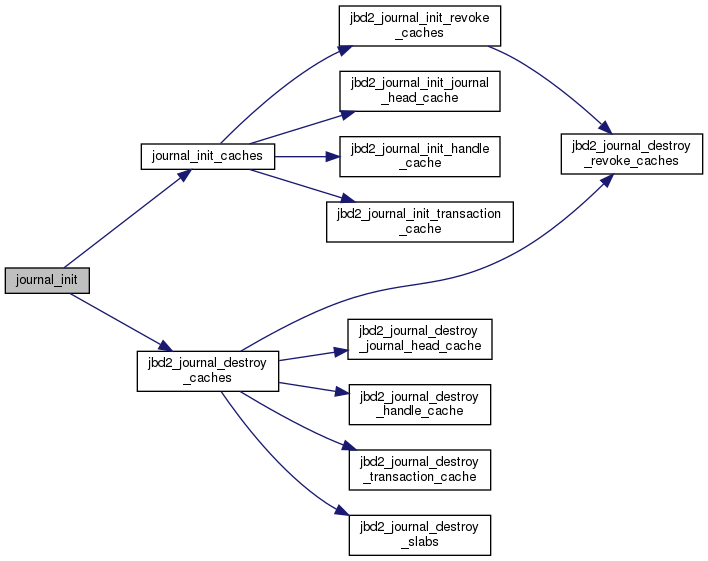 jbd2_journal_init_revoke
_caches
jbd2_journal_init_journal
_head_cache
journal_init_caches
jbd2_journal_init_handle
_cache
jbd2_journal_destroy
_revoke_caches
jbd2_journal_init_transaction
_cache
journal_init
jbd2_journal_destroy
_journal_head_cache
jbd2_journal_destroy
_caches
jbd2_journal_destroy
_handle_cache
jbd2_journal_destroy
_transaction_cache
jbd2_journal_destroy
_slabs